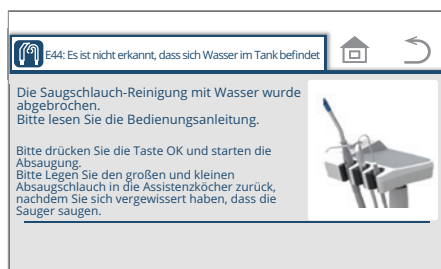 E44: Es ist nicht erkannt, dass sich Wasser im Tank befindet
Die Saugschlauch-Reinigung mit Wasser wurde
abgebrochen.
Bitte lesen Sie die Bedienungsanleitung.
Bitte drücken Sie die Taste OK und starten die
Absaugung.
Bitte Legen Sie den großen und kleinen
Absaugschlauch in die Assistenzköcher zurück,
nachdem Sie sich vergewissert haben, dass die
Sauger saugen.